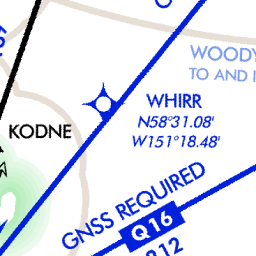 WOODY
TO AND
WHIRR
N58°31.08'
W151°18.48'
KODNE
GNSS REQUIRED
Q16